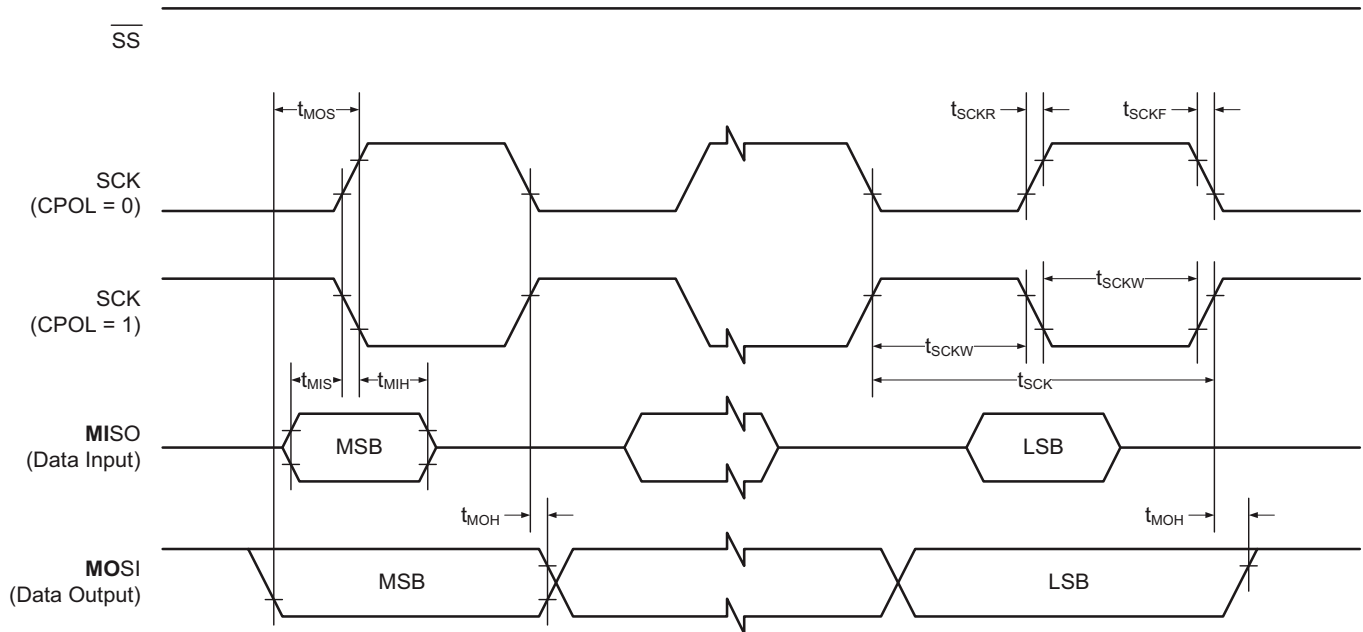 SS
tMOS
tSCKR
tSCKF
SCK
(CPOL = 0)
SCK
(CPOL = 1)
tSCKW
tSCKW
tMIS
tMIH
tSCK
MISO
(Data Input)
MSB
LSB
tMOH
tMOH
MOSI
(Data Output)
MSB
LSB